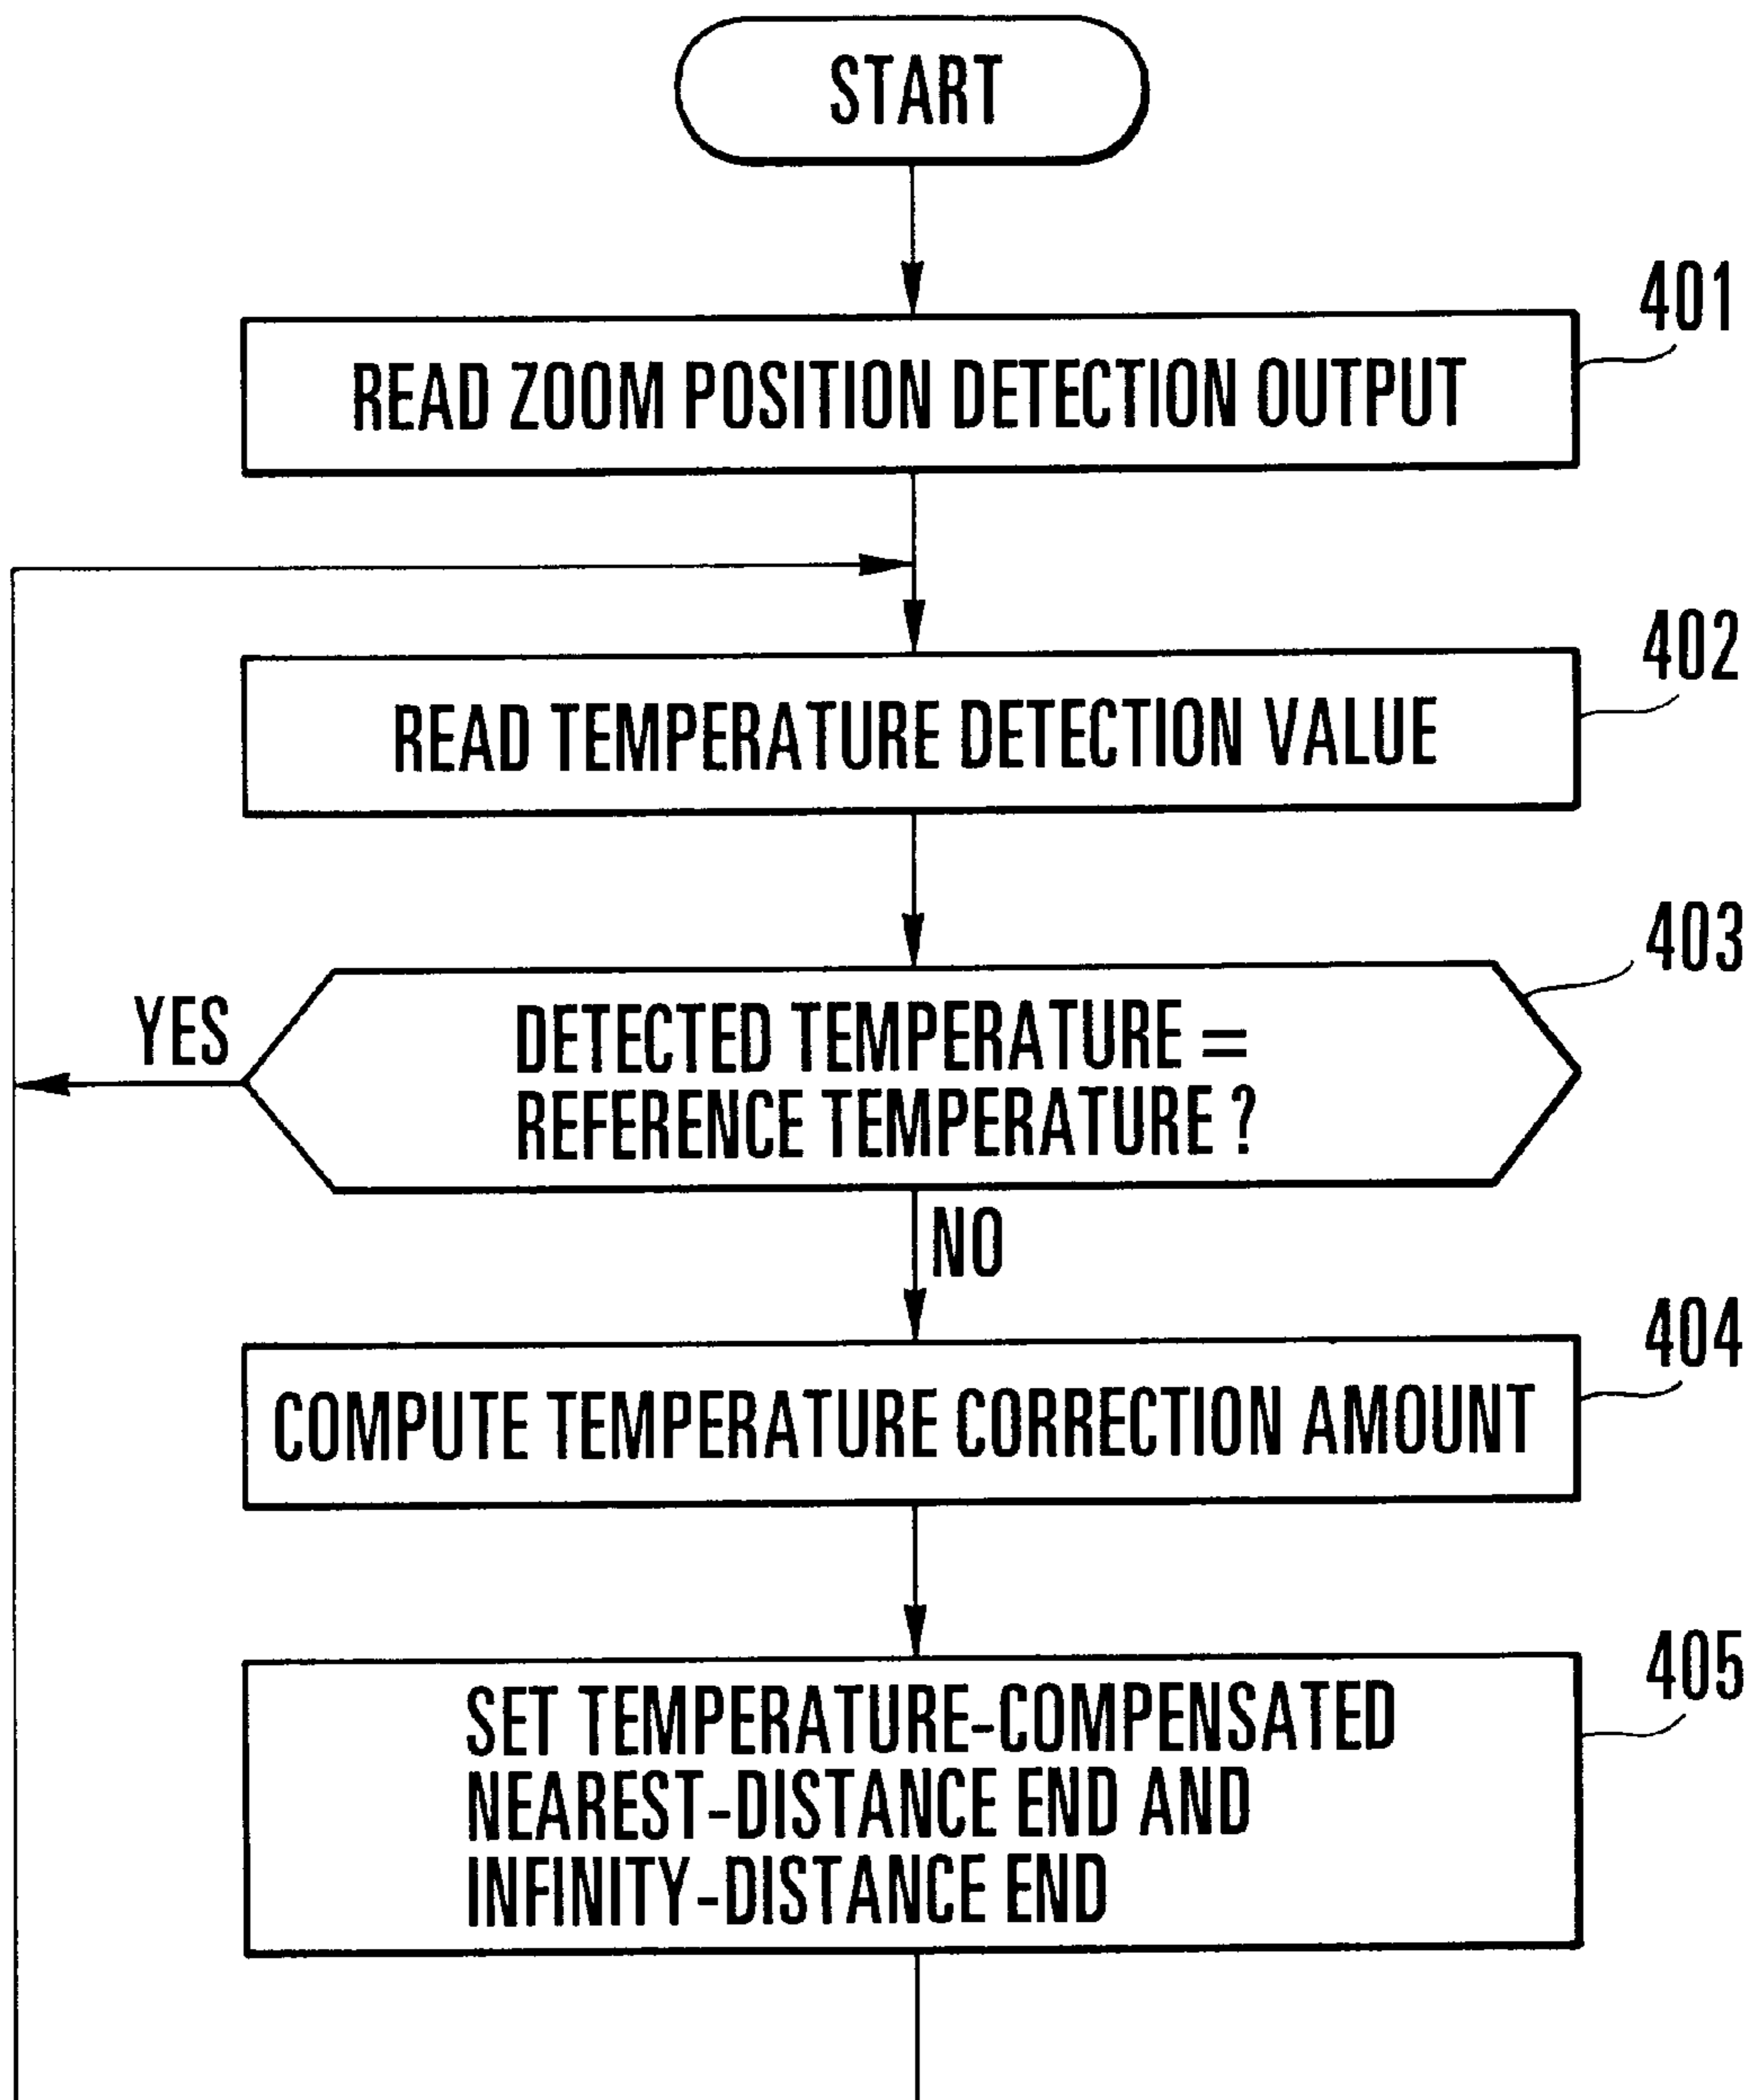 START
401
READ ZOOM POSITION DETECTION OUTPUT
402
READ TEMPERATURE DETECTION VALUE
403
YES
DETECTED TEMPERATURE =
REFERENCE TEMPERATURE ?
NO
404
COMPUTE TEMPERATURE CORRECTION AMOUNT
405
SET TEMPERATURE-COMPENSATED
NEAREST-DISTANCE END AND
INFINITY-DISTANCE END